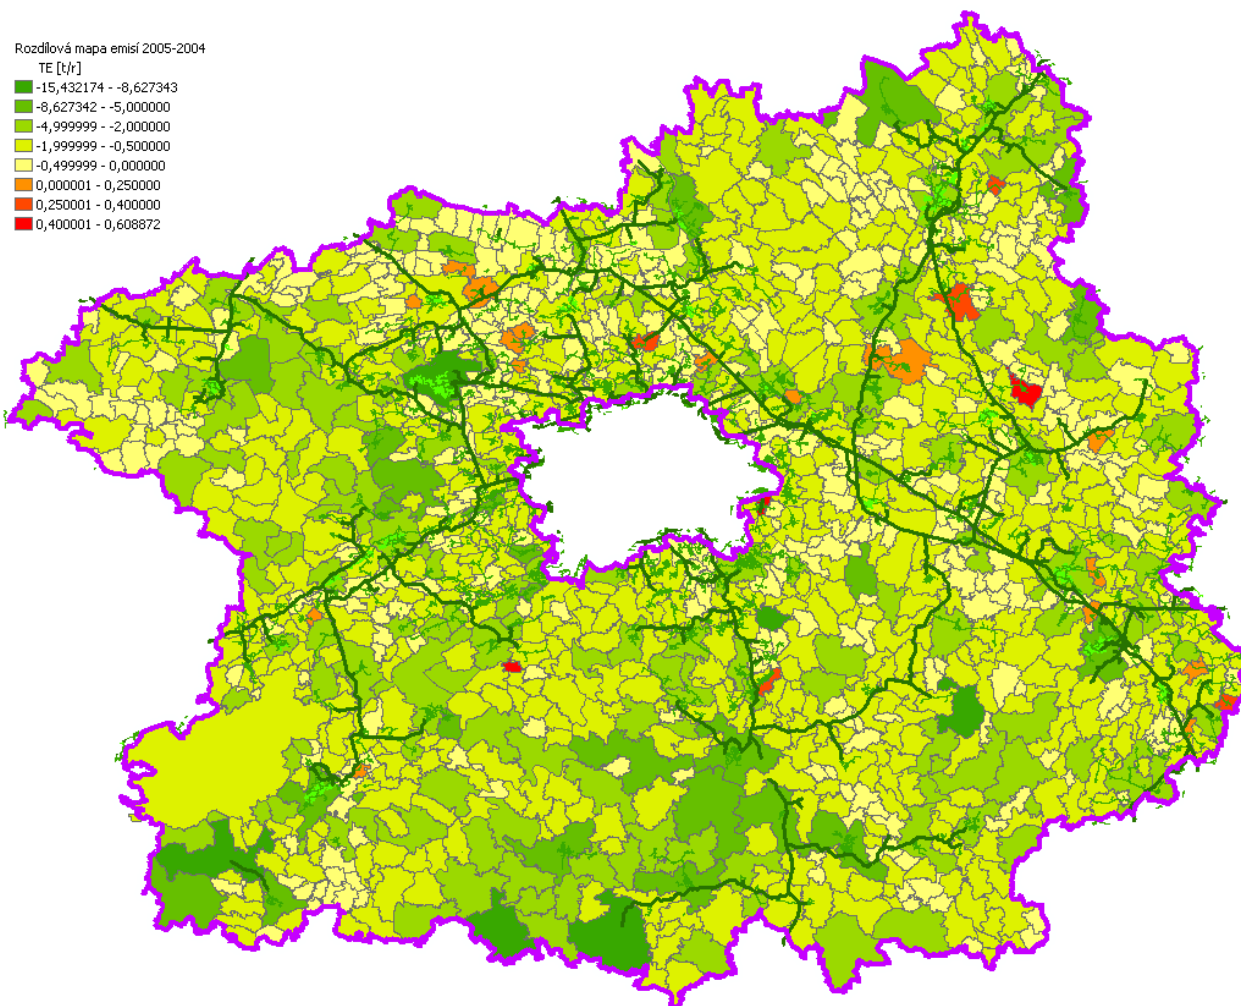 Rozdílová mapa emisí 2005-2004
TE [t/r]
-15,432174 - -8,627343
-8,627342 - -5,000000
-4,999999 - -2,000000
-1,999999 - -0,500000
-0,499999 - 0,000000
0,000001 - 0,250000
0,250001 - 0,400000
0,400001 - 0,608872